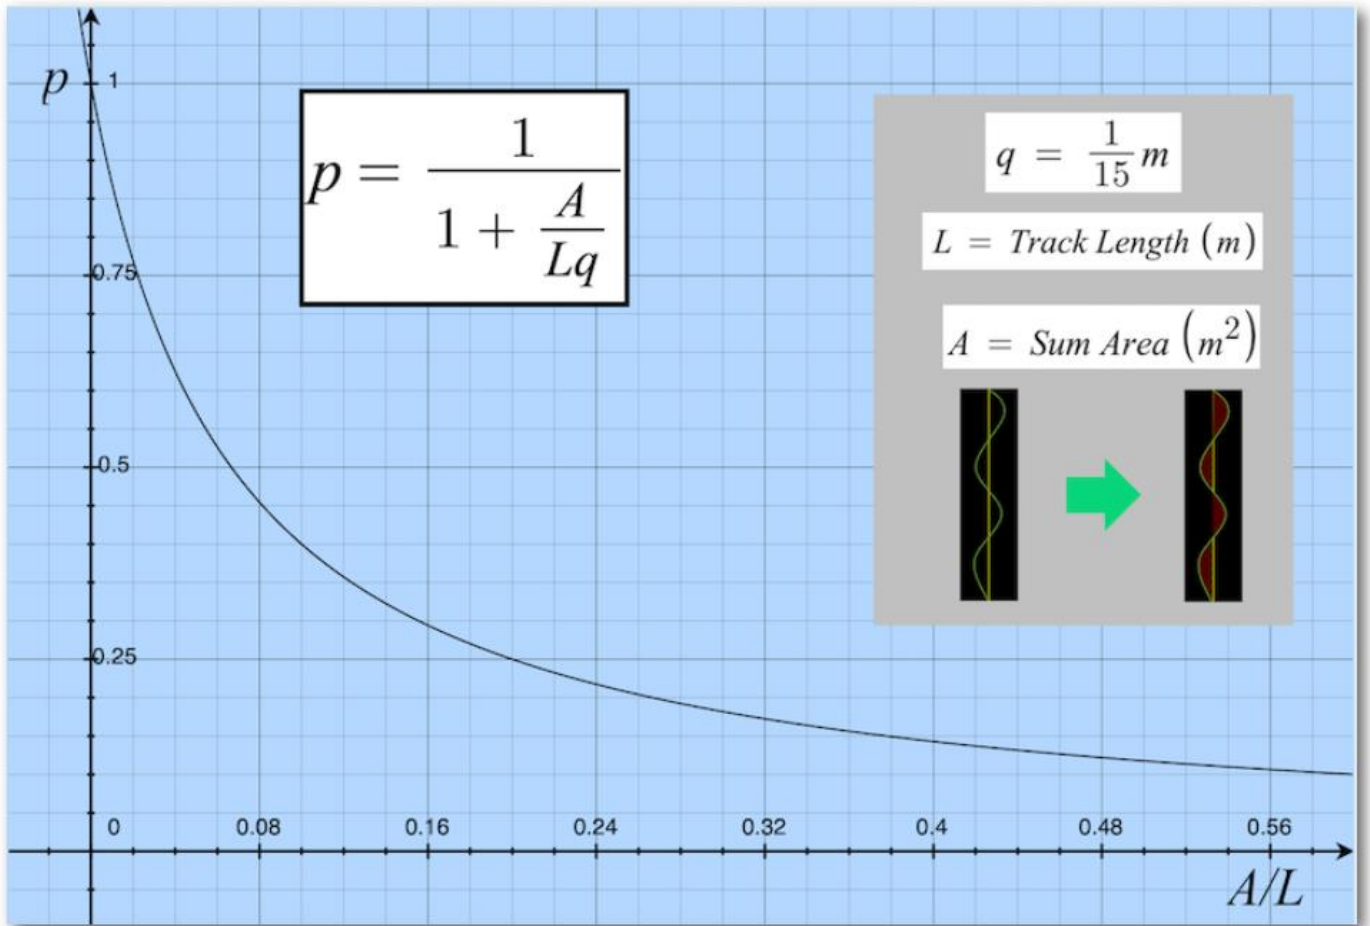 p
1
p = 1 / (1 + A / Lq)
q = 1/15 m
L = Track Length (m)
A = Sum Area (m²)
0.75
0.5
0.25
0 0.08 0.16 0.24 0.32 0.4 0.48 0.56
A/L